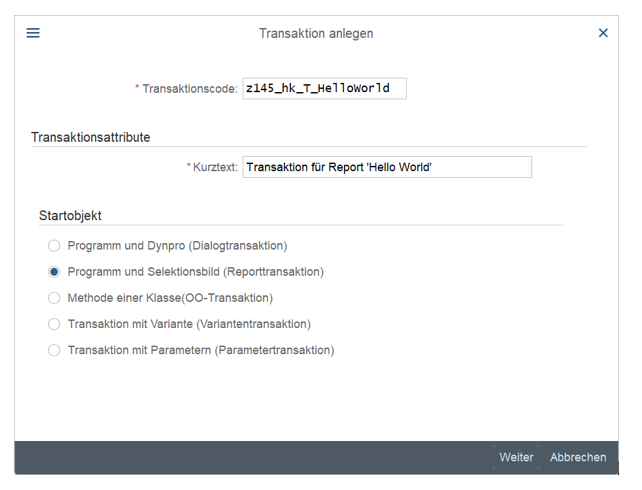 Transaktion anlegen
* Transaktionscode: z145_hk_T_HelloWorld
Transaktionsattribute
* Kurztext: Transaktion für Report 'Hello World'
Startobjekt
Programm und Dynpro (Dialogtransaktion)
Programm und Selektionsbild (Reporttransaktion)
Methode einer Klasse(OO-Transaktion)
Transaktion mit Variante (Variantentransaktion)
Transaktion mit Parametern (Parametertransaktion)
Weiter Abbrechen